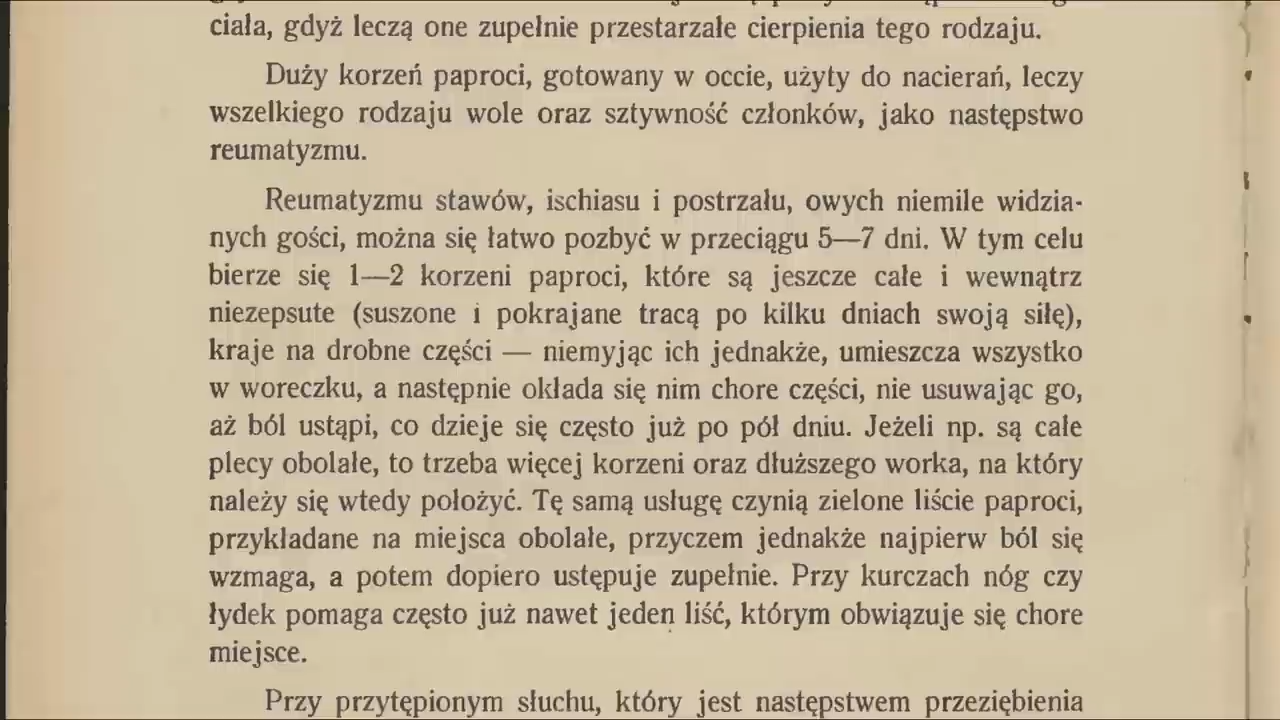 ciała, gdyż leczą one zupełnie przestarzałe cierpienia tego rodzaju.
Duży korzeń paproci, gotowany w occie, użyty do nacierań, leczy
wszelkiego rodzaju wole oraz sztywność członków, jako następstwo
reumatyzmu.
Reumatyzmu stawów, ischiasu i postrzału, owych niemile widzia-
nych gości, można się łatwo pozbyć w przeciągu 5—7 dni. W tym celu
bierze się 1—2 korzeni paproci, które są jeszcze całe i wewnątrz
niezepsute (suszone i pokrajane tracą po kilku dniach swoją siłę),
kraje na drobne części — niemyjąc ich jednakże, umieszcza wszystko
w woreczku, a następnie okłada się nim chore części, nie usuwając go,
aż ból ustąpi, co dzieje się często już po pół dniu. Jeżeli np. są całe
plecy obolałe, to trzeba więcej korzeni oraz dłuższego worka, na który
należy się wtedy położyć. Tę samą usługę czynią zielone liście paproci,
przykładane na miejsca obolałe, przyczem jednakże najpierw ból się
wzmaga, a potem dopiero ustępuje zupełnie. Przy kurczach nóg czy
łydek pomaga często już nawet jeden liść, którym obwiązuje się chore
miejsce.
Przy przytępionym słuchu, który jest następstwem przeziębienia